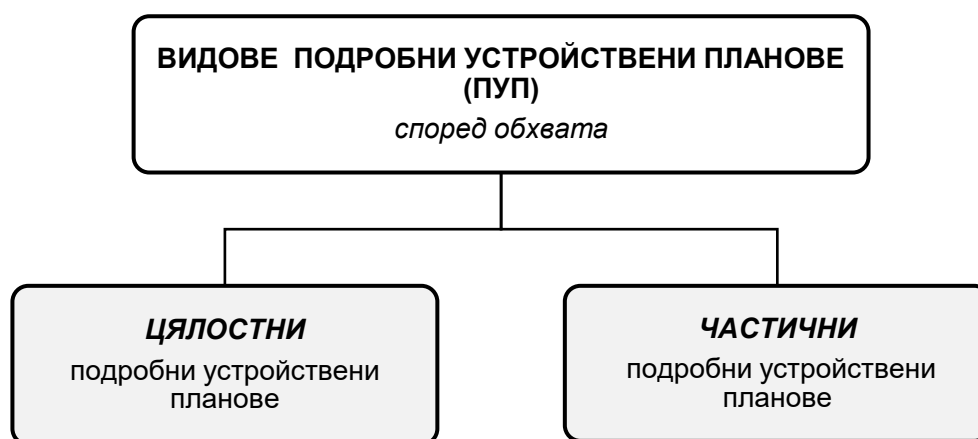 ВИДОВЕ ПОДРОБНИ УСТРОЙСТВЕНИ ПЛАНОВЕ
(ПУП)
според обхвата
ЦЯЛОСТНИ
подробни устройствени
планове
ЧАСТИЧНИ
подробни устройствени
планове